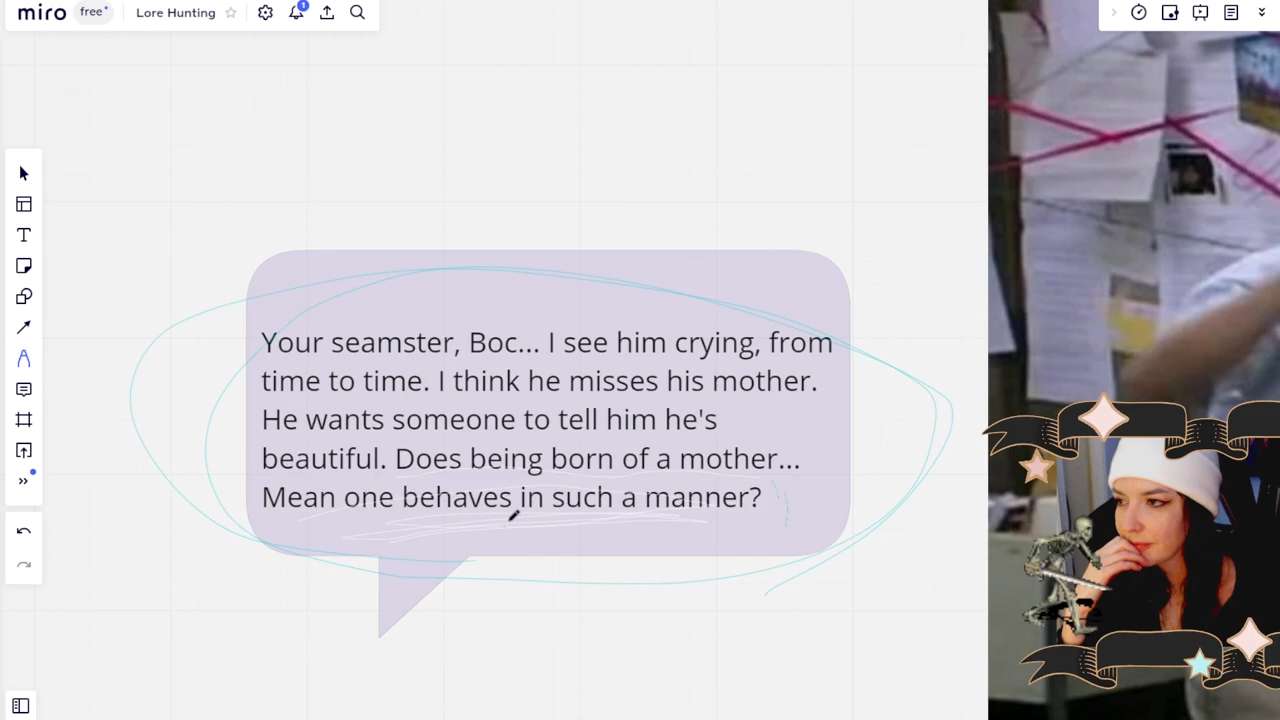 miro free Lore Hunting
1
Your seamster, Boc... I see him crying, from
time to time. I think he misses his mother.
He wants someone to tell him he's
beautiful. Does being born of a mother...
Mean one behaves in such a manner?